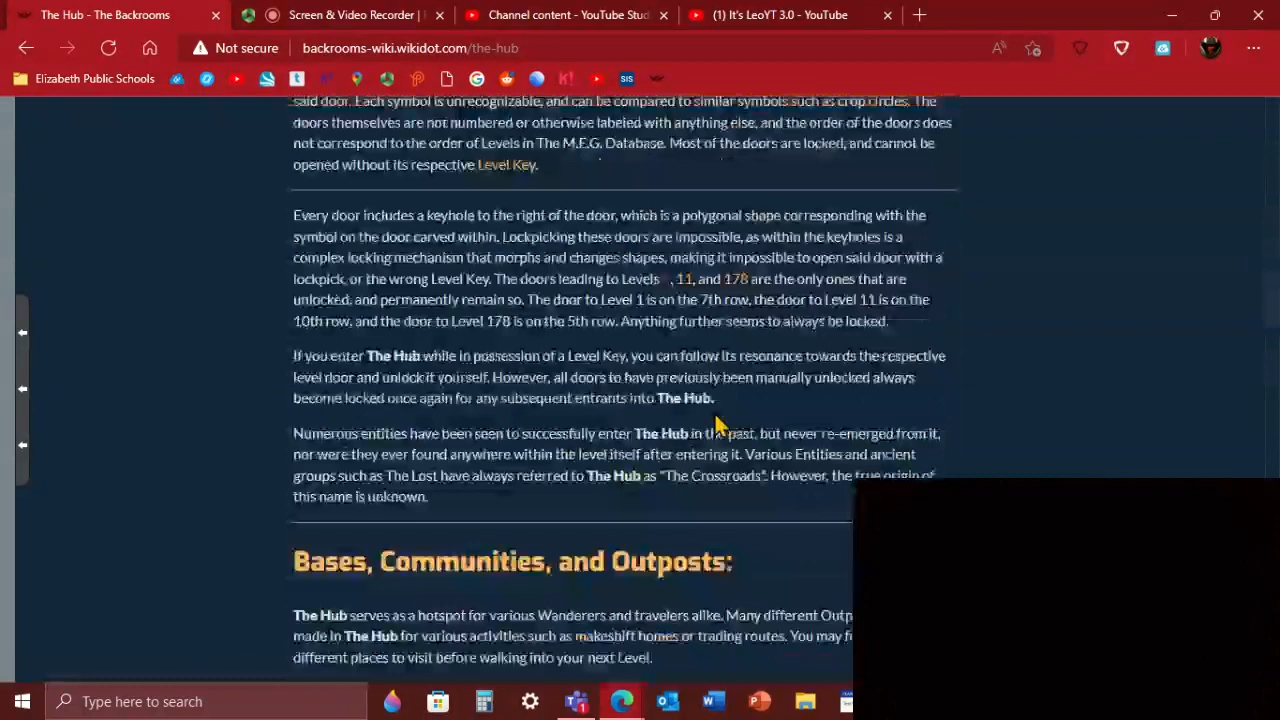 The Hub - The Backrooms
Screen & Video Recorder |
Channel content - YouTube Stud
(1) It's LeoYT 3.0 - YouTube
Not secure
backrooms-wiki.wikidot.com/the-hub
Elizabeth Public Schools
SIS
said door. Each symbol is unrecognizable, and can be compared to similar symbols such as crop circles. The
doors themselves are not numbered or otherwise labeled with anything else, and the order of the doors does
not correspond to the order of Levels in The M.E.G. Database. Most of the doors are locked, and cannot be
opened without its respective Level Key.
Every door includes a keyhole to the right of the door, which is a polygonal shape corresponding with the
symbol on the door carved within. Lockpicking these doors are impossible, as within the keyholes is a
complex locking mechanism that morphs and changes shapes, making it impossible to open said door with a
lockpick, or the wrong Level Key. The doors leading to Levels , 11, and 178 are the only ones that are
unlocked, and permanently remain so. The door to Level 1 is on the 7th row, the door to Level 11 is on the
10th row, and the door to Level 178 is on the 5th row. Anything further seems to always be locked.
If you enter The Hub while in possession of a Level Key, you can follow its resonance towards the respective
level door and unlock it yourself. However, all doors to have previously been manually unlocked always
become locked once again for any subsequent entrants into The Hub.
Numerous entities have been seen to successfully enter The Hub in the past, but never re-emerged from it,
nor were they ever found anywhere within the level itself after entering it. Various Entities and ancient
groups such as The Lost have always referred to The Hub as "The Crossroads". However, the true origin of
this name is unknown.
Bases, Communities, and Outposts:
The Hub serves as a hotspot for various Wanderers and travelers alike. Many different Outp
made in The Hub for various activities such as makeshift homes or trading routes. You may f
different places to visit before walking into your next Level.
Type here to search